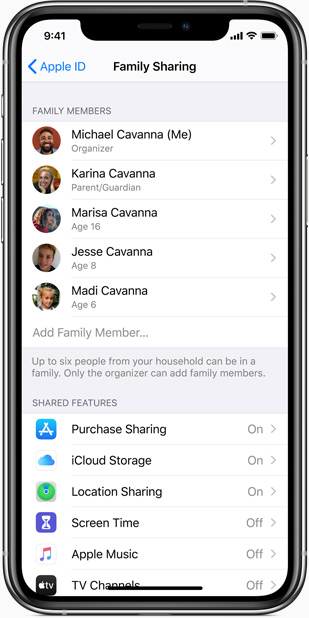 9:41
Apple ID
Family Sharing
FAMILY MEMBERS
Michael Cavanna (Me)
Organizer
Karina Cavanna
Parent/Guardian
Marisa Cavanna
Age 16
Jesse Cavanna
Age 8
Madi Cavanna
Age 6
Add Family Member...
Up to six people from your household can be in a
family. Only the organizer can add family members.
SHARED FEATURES
Purchase Sharing On
iCloud Storage On
Location Sharing On
Screen Time Off
Apple Music Off
tv TV Channels Off